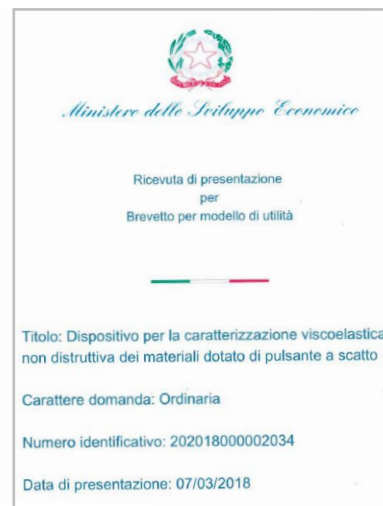 Ministero dello Sviluppo Economico
Ricevuta di presentazione
per
Brevetto per modello di utilità
Titolo: Dispositivo per la caratterizzazione viscoelastica
non distruttiva dei materiali dotato di pulsante a scatto
Carattere domanda: Ordinaria
Numero identificativo: 202018000002034
Data di presentazione: 07/03/2018